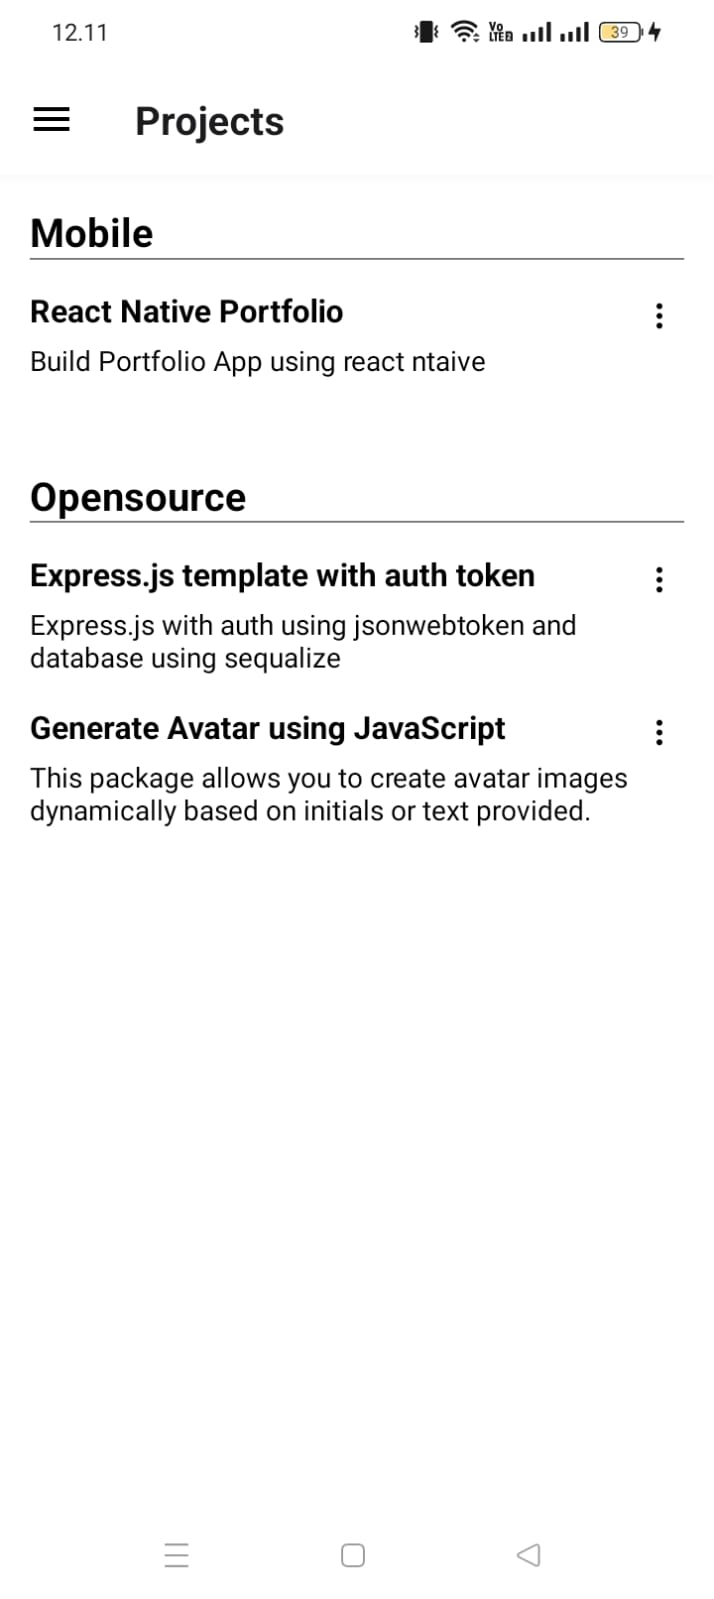 12.11
Vo
LTE
39
Projects
Mobile
React Native Portfolio
Build Portfolio App using react ntaive
Opensource
Express.js template with auth token
Express.js with auth using jsonwebtoken and
database using sequalize
Generate Avatar using JavaScript
This package allows you to create avatar images
dynamically based on initials or text provided.